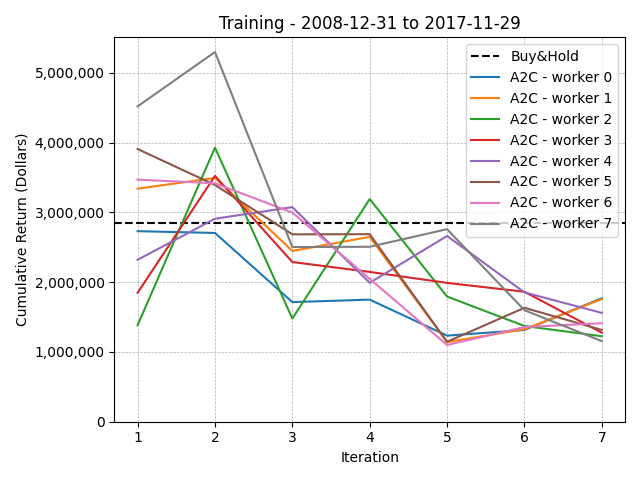 Training - 2008-12-31 to 2017-11-29
Cumulative Return (Dollars)
5,000,000
4,000,000
3,000,000
2,000,000
1,000,000
0
Buy&Hold
A2C - worker 0
A2C - worker 1
A2C - worker 2
A2C - worker 3
A2C - worker 4
A2C - worker 5
A2C - worker 6
A2C - worker 7
1 2 3 4 5 6 7
Iteration